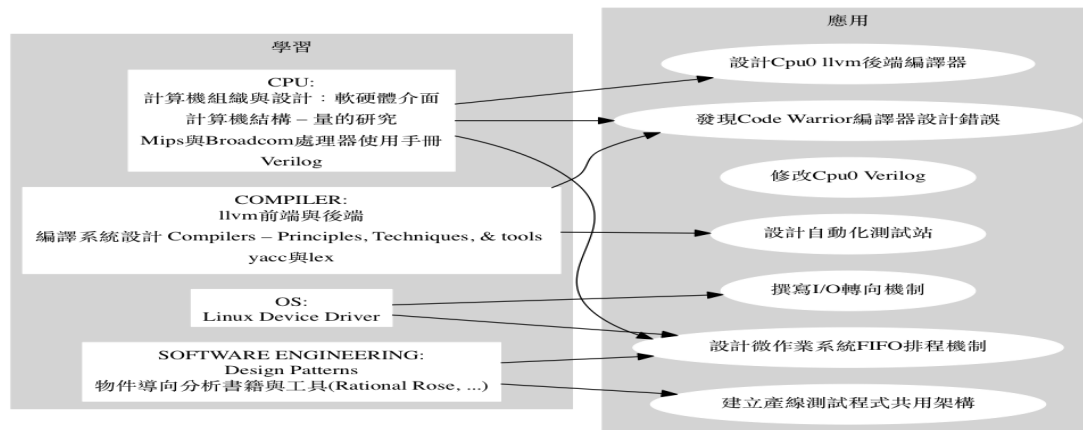 學習
CPU:
計算機組織與設計：軟硬體介面
計算機結構 – 量的研究
Mips與Broadcom處理器使用手冊
Verilog
COMPILER:
llvm前端與後端
編譯系統設計 Compilers – Principles, Techniques, & tools
yacc與lex
OS:
Linux Device Driver
SOFTWARE ENGINEERING:
Design Patterns
物件導向分析書籍與工具(Rational Rose, ...)
應用
設計Cpu0 llvm後端編譯器
發現Code Warrior編譯器設計錯誤
修改Cpu0 Verilog
設計自動化測試站
撰寫I/O轉向機制
設計微作業系統FIFO排程機制
建立產線測試程式共用架構